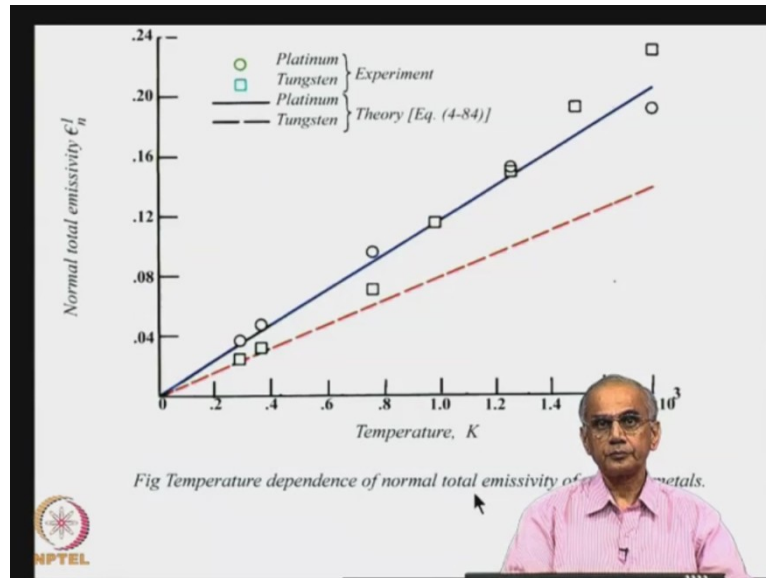 .24
.20
.16
.12
.08
.04
Normal total emissivity ϵ'n
Platinum
Tungsten } Experiment
Platinum
Tungsten } Theory [Eq. (4-84)]
0 .2 .4 .6 .8 1.0 1.2 1.4 10³
Temperature, K
Fig Temperature dependence of normal total emissivity of metals.
NPTEL